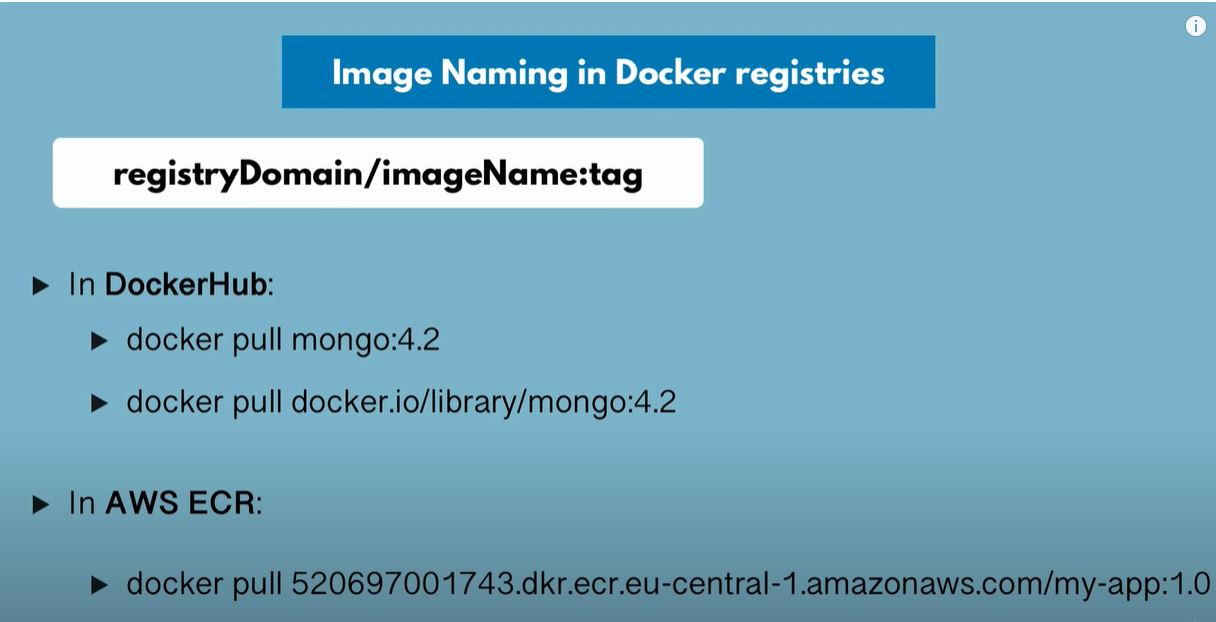 Image Naming in Docker registries
registryDomain/imageName:tag
In DockerHub:
docker pull mongo:4.2
docker pull docker.io/library/mongo:4.2
In AWS ECR:
docker pull 520697001743.dkr.ecr.eu-central-1.amazonaws.com/my-app:1.0